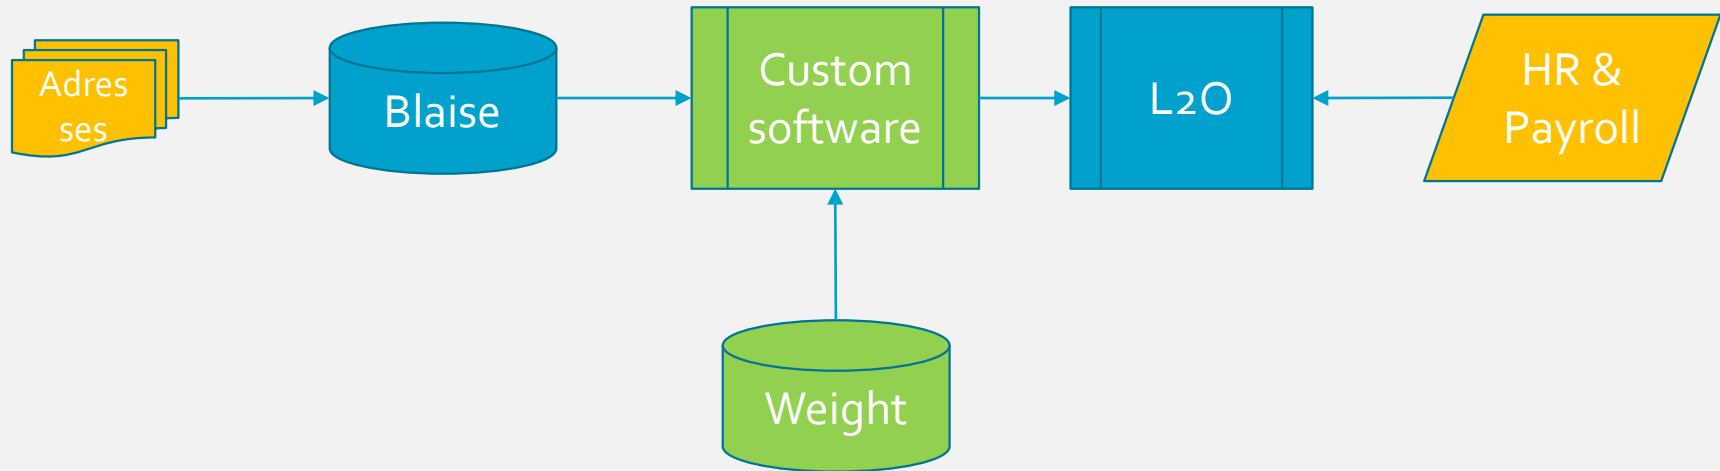 Adres
ses
Blaise
Custom
software
L2O
HR &
Payroll
Weight